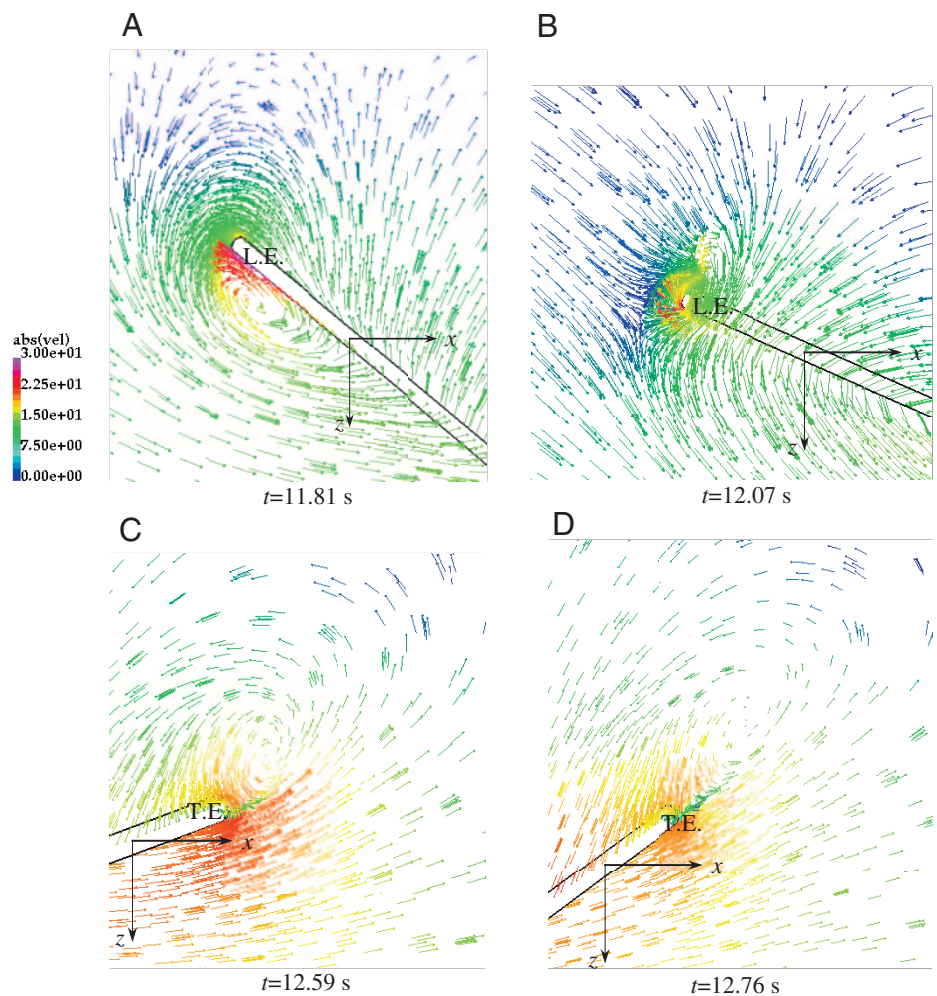 A
B
L.E.
x
z
L.E.
x
z
abs(vel)
3.00e+01
2.25e+01
1.50e+01
7.50e+00
0.00e+00
t=11.81 s
t=12.07 s
C
D
T.E.
x
z
T.E.
x
z
t=12.59 s
t=12.76 s